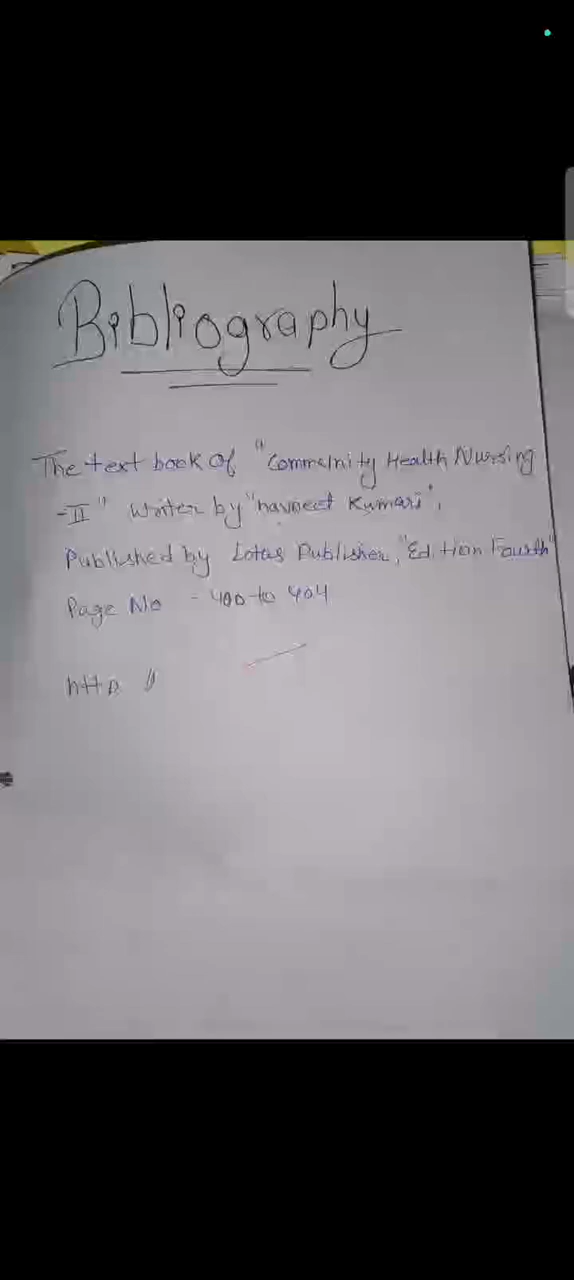 Bibliography
The text book of "Community Health Nursing
-II" writer by "navneet Kumari",
Published by Lotas Publisher, "Edition Fourth"
Page No - 400 to 404
http //